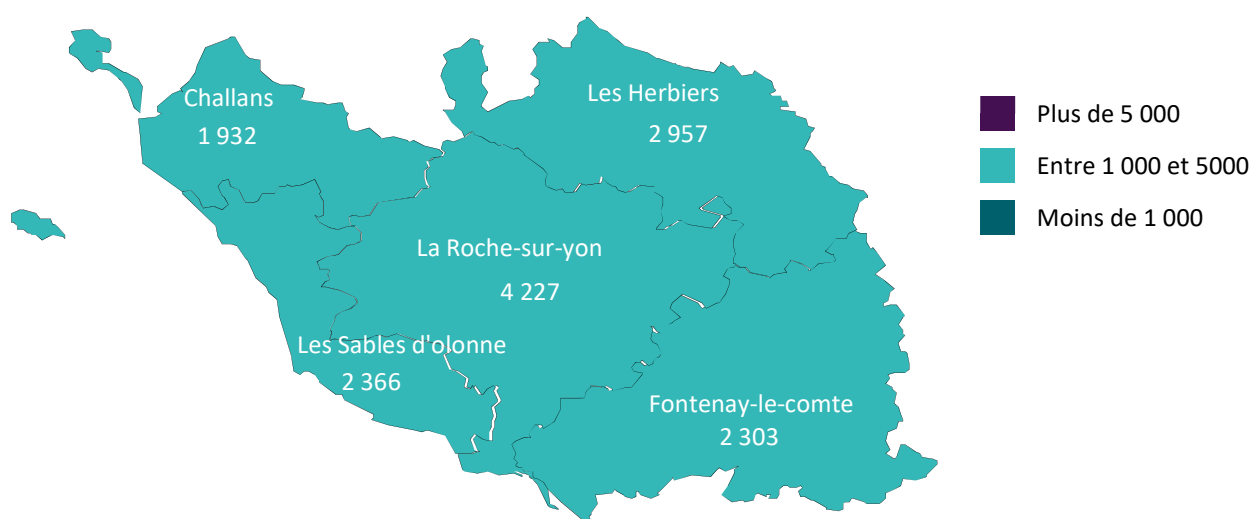 Challans
1 932
Les Herbiers
2 957
La Roche-sur-yon
4 227
Les Sables d'olonne
2 366
Fontenay-le-comte
2 303
Plus de 5 000
Entre 1 000 et 5000
Moins de 1 000